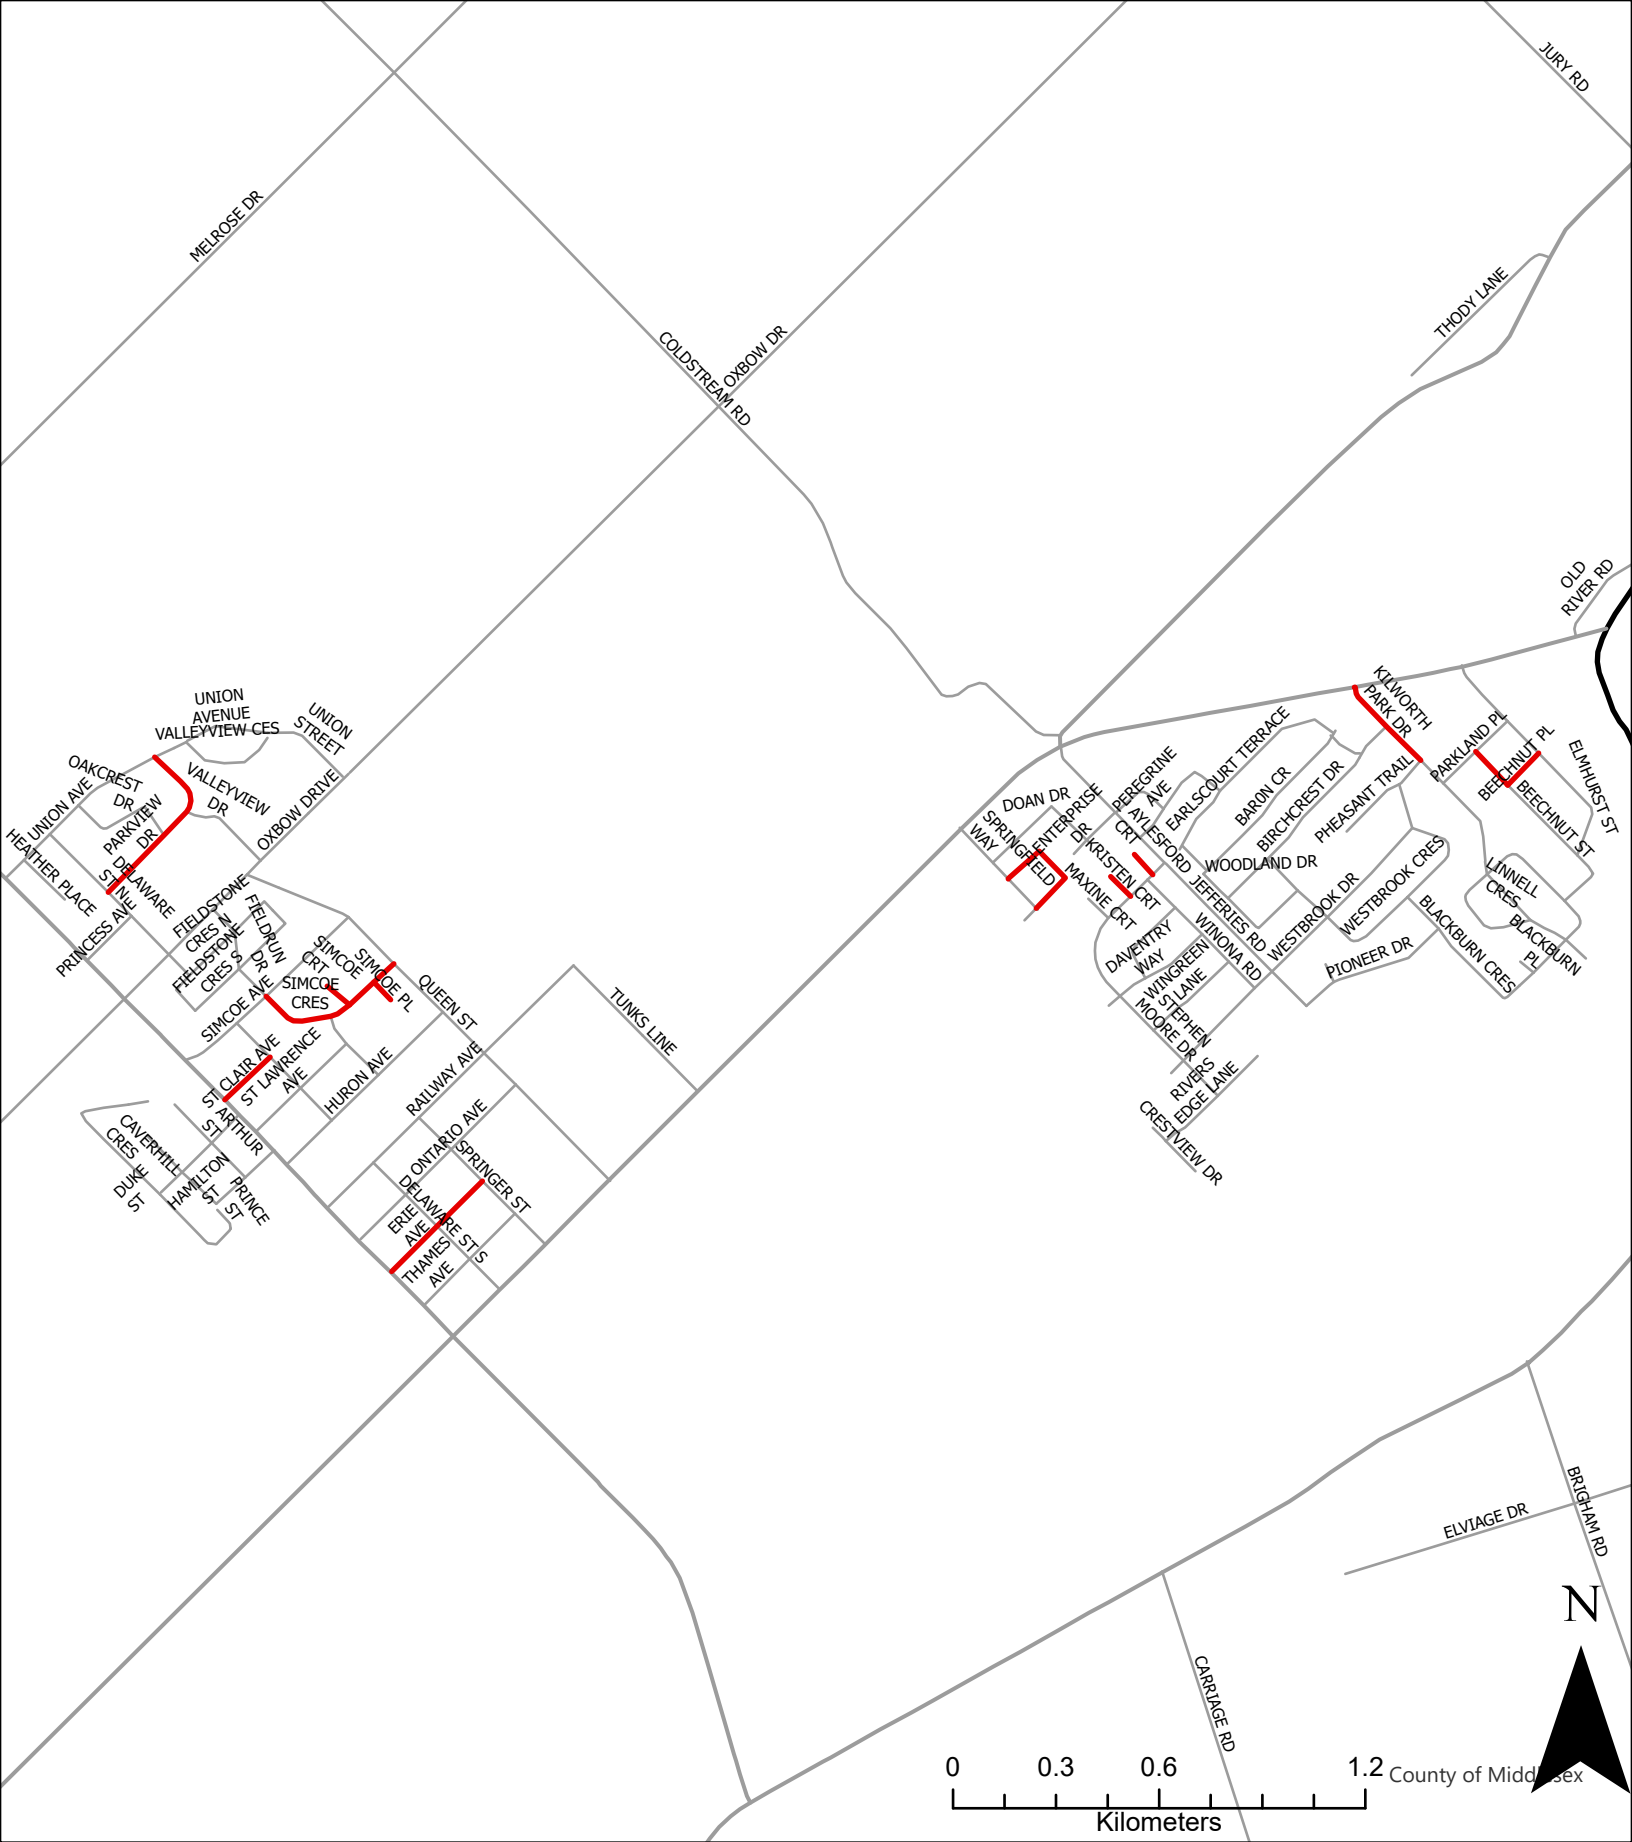 JURY RD
MELROSE DR
THODY LANE
COLDSTREAM RD
OXBOW DR
OLD
RIVER RD
UNION
AVENUE
VALLEYVIEW CES
UNION
STREET
OAKCREST
DR
UNION AVE
VALLEYVIEW
DR
PARKVIEW
DR
OXBOW DRIVE
HEATHER PLACE
DELAWARE
ST N
PRINCESS AVE
FIELDSTONE
CRES N
FIELDSTONE
CRES S
FIELDRUN
DR
SIMCOE
CRT
SIMCOE PL
SIMCOE
CRES
SIMCOE AVE
QUEEN ST
TUNKS LINE
ST CLAIR AVE
ST LAWRENCE
AVE
HURON AVE
RAILWAY AVE
ARTHUR
ST
CAVERHILL
CRES
DUKE
ST
HAMILTON
ST
PRINCE
ST
ONTARIO AVE
SPRINGER ST
DELAWARE ST S
ERIE
AVE
THAMES
AVE
KILWORTH
PARK DR
PARKLAND PL
BEECHNUT PL
ELMHURST ST
BEECHNUT ST
EARLSCOURT TERRACE
PEREGRINE
AVE
BARON CR
BIRCHCREST DR
PHEASANT TRAIL
DOAN DR
ENTERPRISE
DR
SPRINGFIELD
WAY
AYLESFORD
CRT
KRISTEN CRT
MAXINE CRT
WOODLAND DR
JEFFERIES RD
WINONA RD
WESTBROOK DR
WESTBROOK CRES
LINNELL
CRES
BLACKBURN CRES
BLACKBURN
PL
PIONEER DR
DAVENTRY
WAY
WINGREEN
LANE
STEPHEN
MOORE DR
RIVERS
EDGE LANE
CRESTVIEW DR
BRIGHAM RD
ELVIAGE DR
CARRIAGE RD
N
0 0.3 0.6 1.2
Kilometers
County of Middlesex